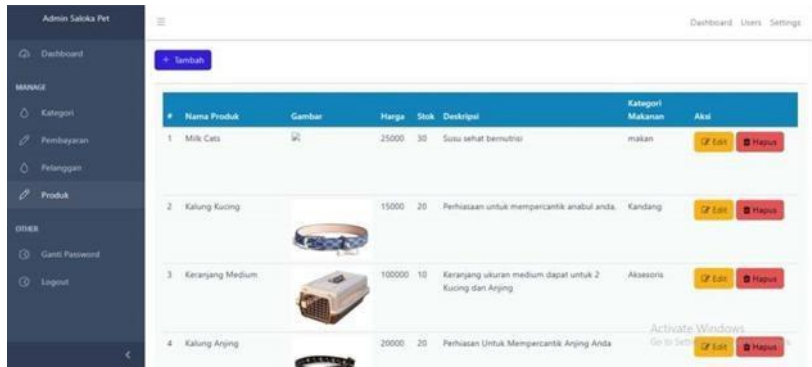 Admin Saloka Pet
Dashboard Users Settings
Dashboard
+ Tambah
MANAGE
Kategori
Pembayaran
Pelanggan
Produk
OTHER
Ganti Password
Logout
# Nama Produk Gambar Harga Stok Deskripsi Kategori Makanan Aksi
1 Milk Cats 25000 30 Susu sehat bernutrisi makan Edit Hapus
2 Kalung Kucing 15000 20 Perhiasaan untuk mempercantik anabul anda. Kandang Edit Hapus
3 Keranjang Medium 100000 10 Keranjang ukuran medium dapat untuk 2 Aksesoris Edit Hapus
Kucing dan Anjing
4 Kalung Anjing 20000 20 Perhiasan Untuk Mempercantik Anjing Anda Edit Hapus
Activate Windows
Go to